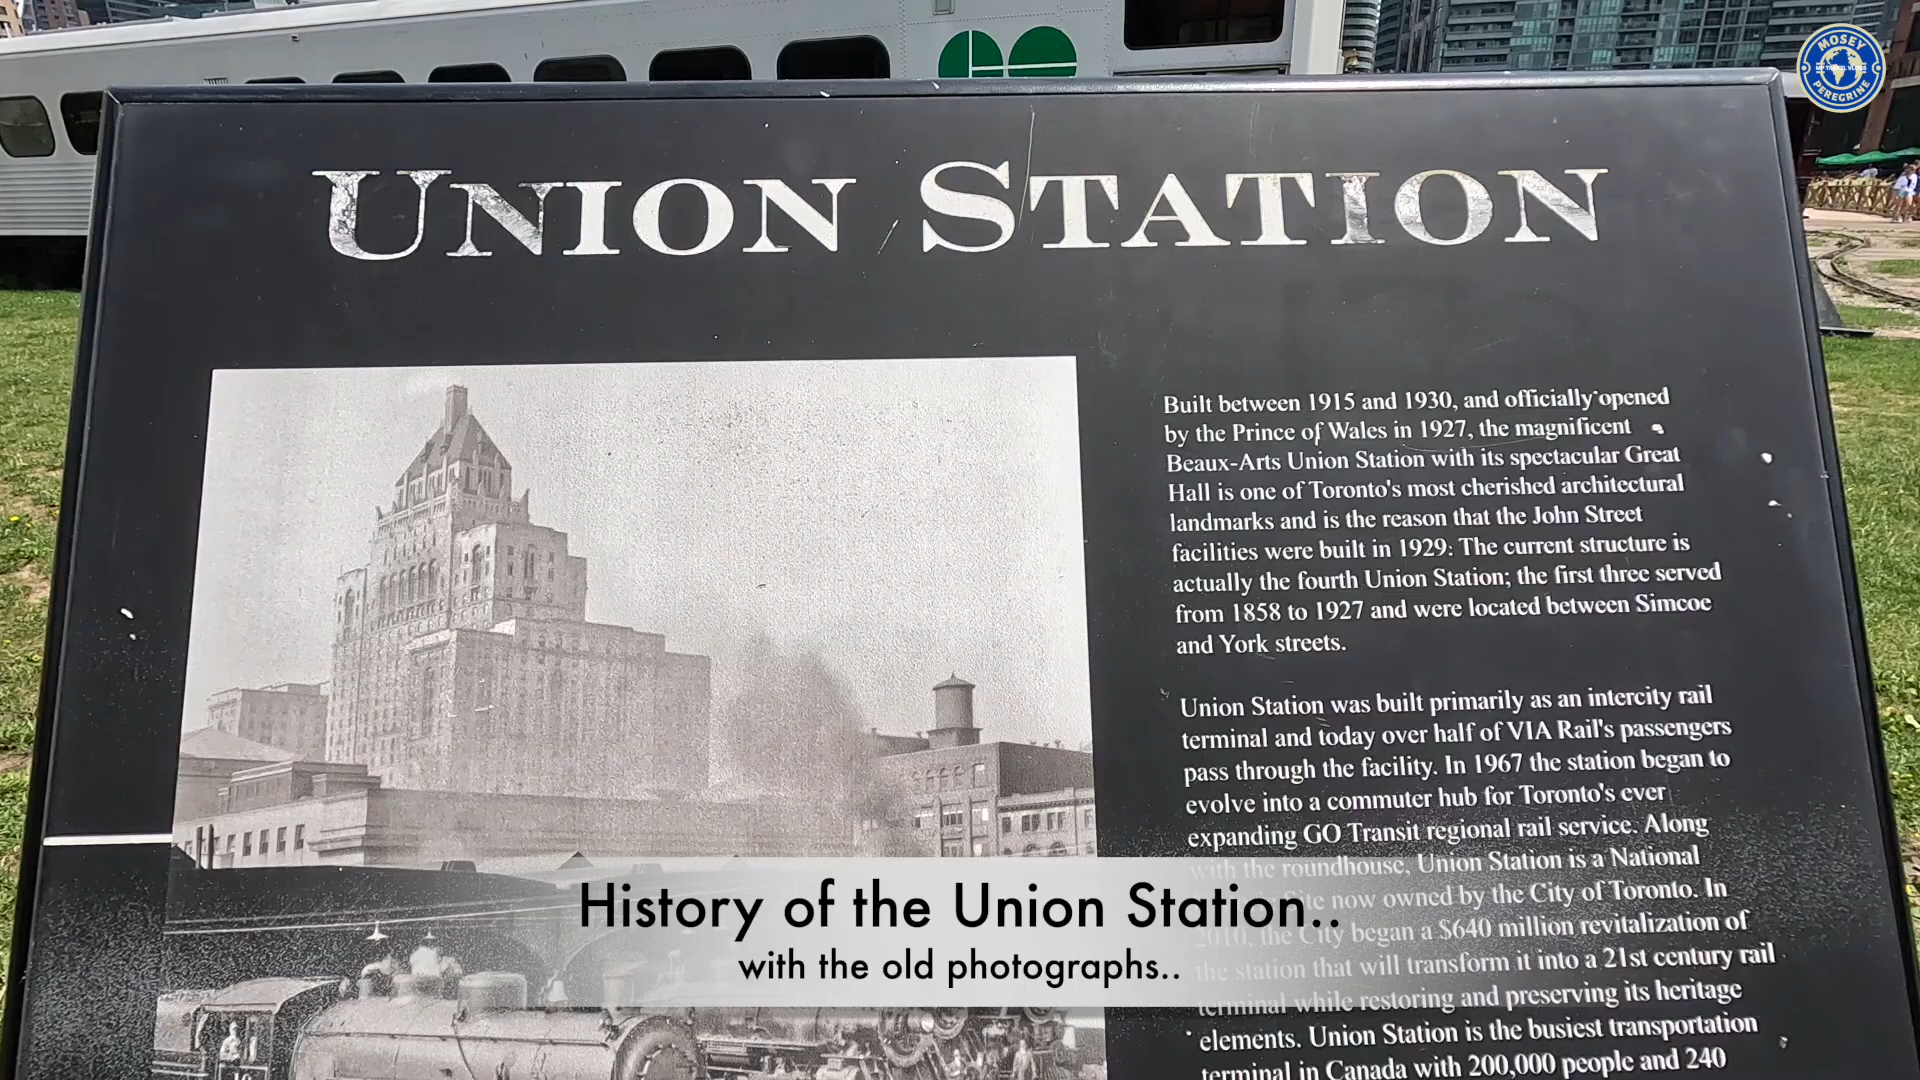 MOSEY
MP TRAVEL VLOGS
PEREGRINE
UNION STATION
Built between 1915 and 1930, and officially opened
by the Prince of Wales in 1927, the magnificent
Beaux-Arts Union Station with its spectacular Great
Hall is one of Toronto's most cherished architectural
landmarks and is the reason that the John Street
facilities were built in 1929. The current structure is
actually the fourth Union Station; the first three served
from 1858 to 1927 and were located between Simcoe
and York streets.
Union Station was built primarily as an intercity rail
terminal and today over half of VIA Rail's passengers
pass through the facility. In 1967 the station began to
evolve into a commuter hub for Toronto's ever
expanding GO Transit regional rail service. Along
with the roundhouse, Union Station is a National
now owned by the City of Toronto. In
2010, the City began a $640 million revitalization of
the station that will transform it into a 21st century rail
terminal while restoring and preserving its heritage
elements. Union Station is the busiest transportation
terminal in Canada with 200,000 people and 240
History of the Union Station..
with the old photographs..